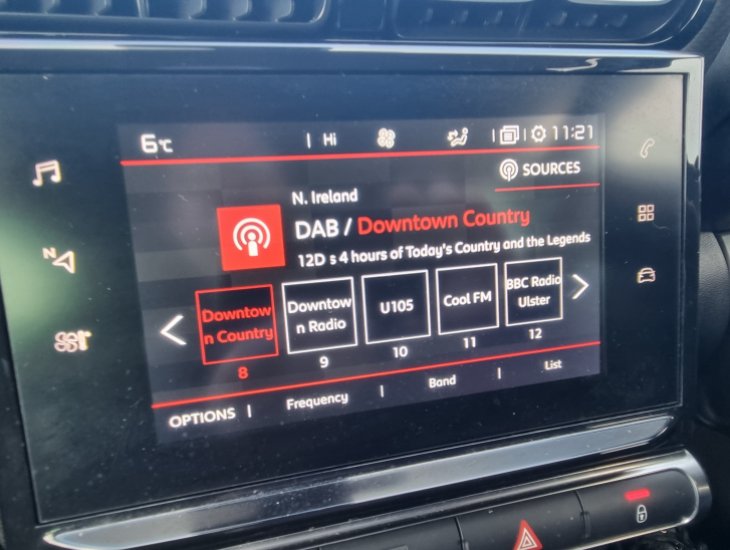 6°C | Hi | 11:21
SOURCES
N. Ireland
DAB / Downtown Country
12D s 4 hours of Today's Country and the Legends
Downtow
n Country
Downtow
n Radio
U105
Cool FM
BBC Radio
Ulster
8 9 10 11 12
OPTIONS | Frequency | Band | List
N